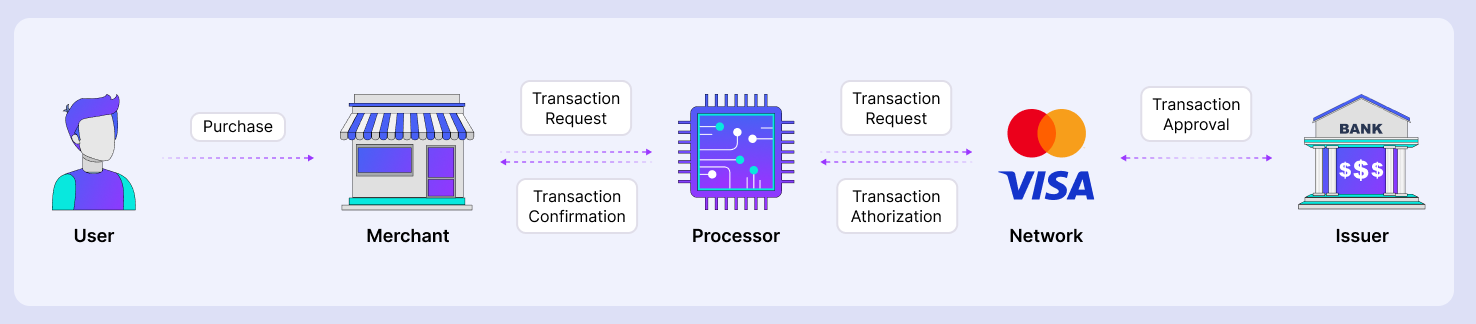 Purchase
Transaction
Request
Transaction
Confirmation
Transaction
Request
Transaction
Athorization
VISA
Transaction
Approval
BANK
$$$
User
Merchant
Processor
Network
Issuer